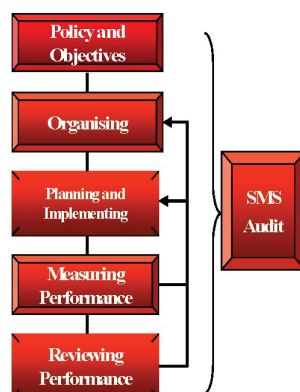 Policy and
Objectives
Organising
Planning and
Implementing
Measuring
Performance
Reviewing
Performance
SMS
Audit